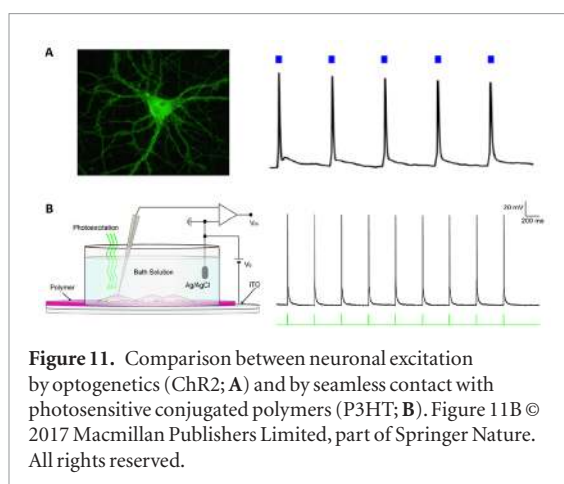 A
B
20 mV
200 ms
Photoexcitation
Vm
Bath Solution
V0
Ag/AgCl
Polymer
ITO
Figure 11. Comparison between neuronal excitation
by optogenetics (ChR2; A) and by seamless contact with
photosensitive conjugated polymers (P3HT; B). Figure 11B ©
2017 Macmillan Publishers Limited, part of Springer Nature.
All rights reserved.